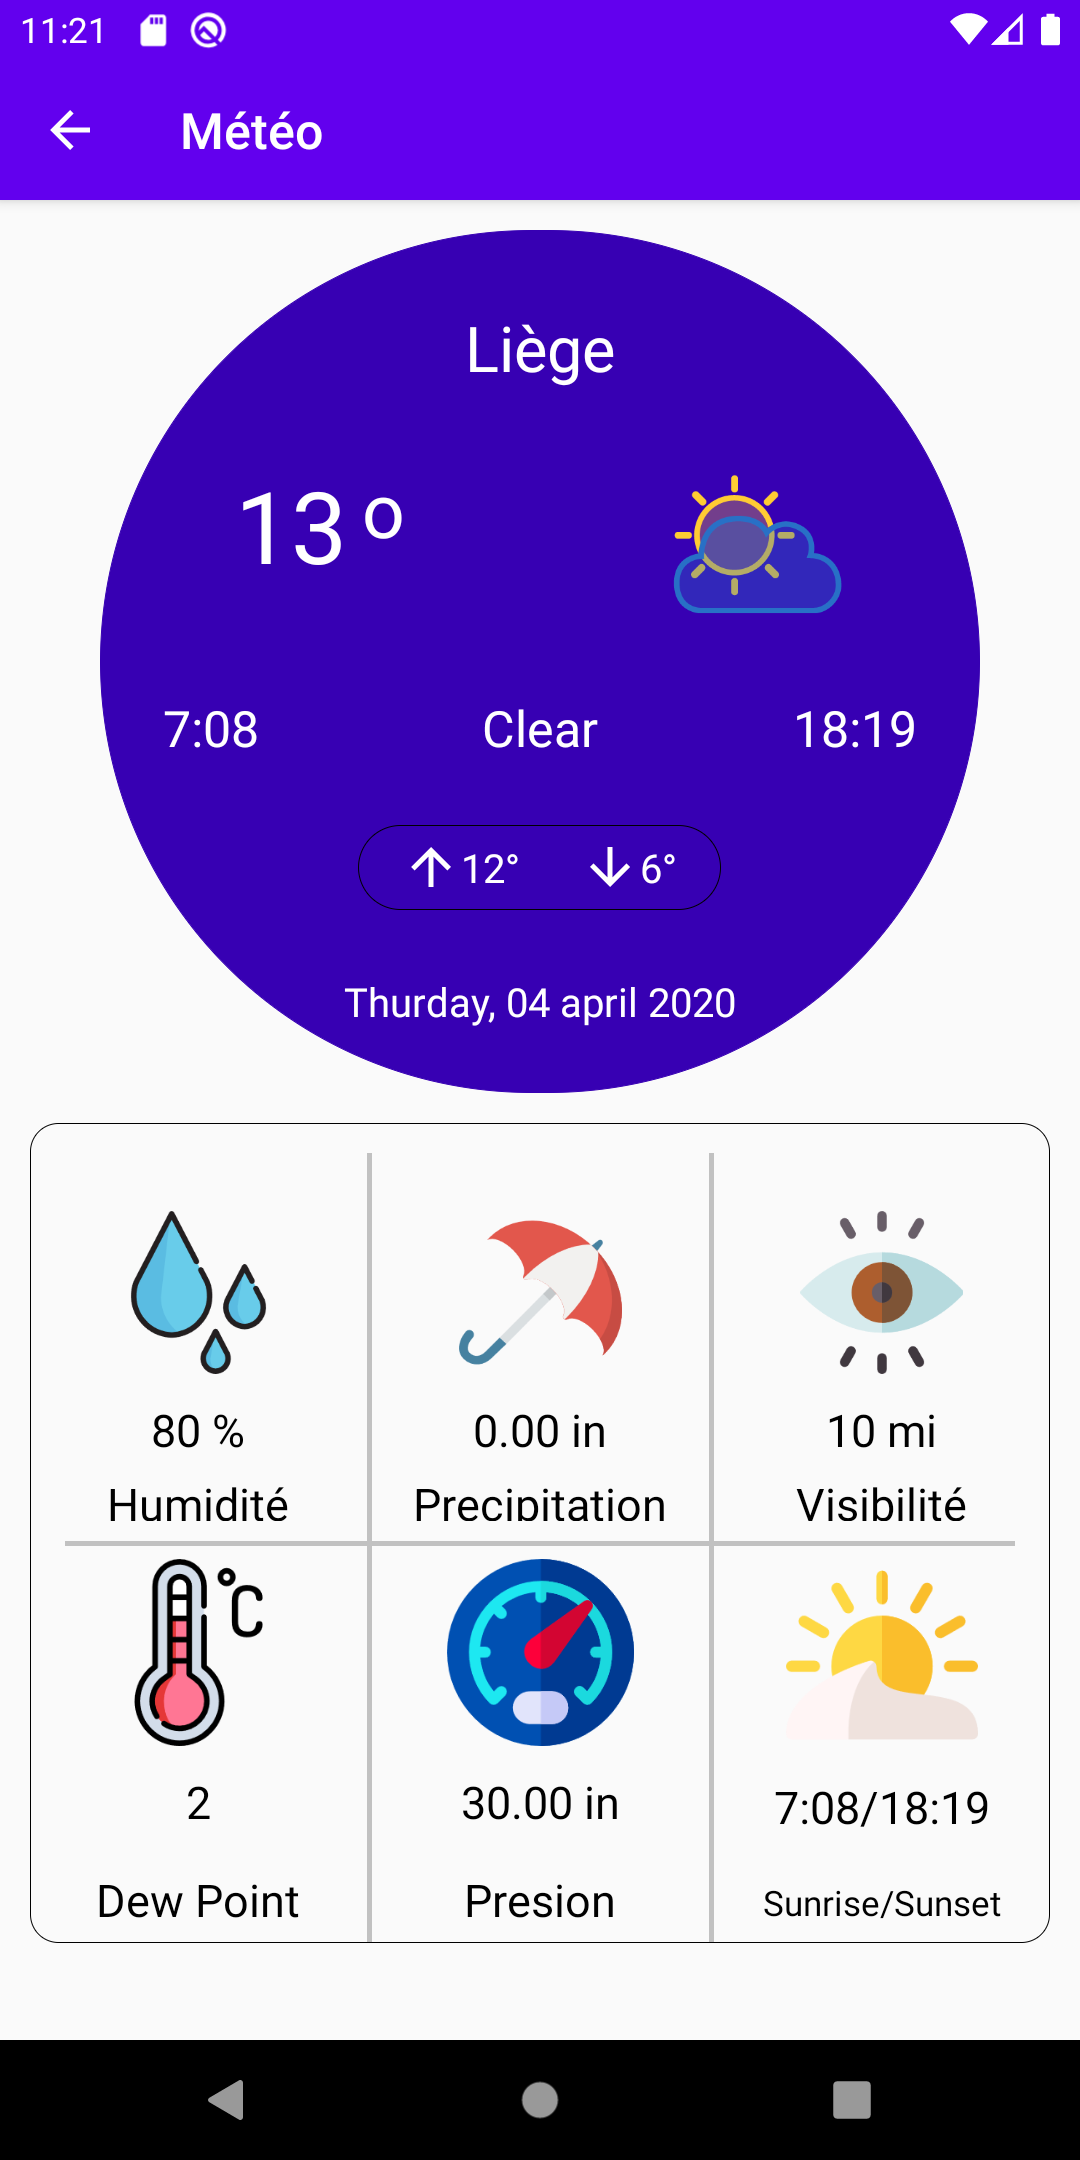 11:21
Météo
Liège
13 °
7:08 Clear 18:19
12° 6°
Thurday, 04 april 2020
80 % 0.00 in 10 mi
Humidité Precipitation Visibilité
°C
2 30.00 in 7:08/18:19
Dew Point Presion Sunrise/Sunset